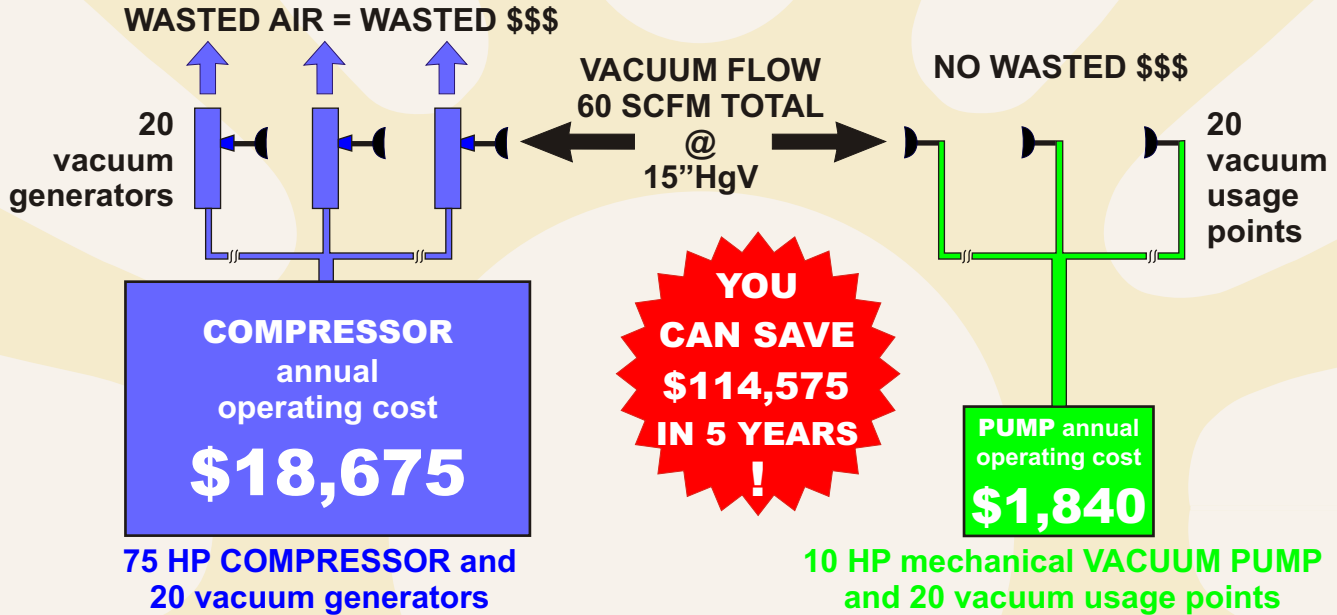 WASTED AIR = WASTED $$$
20
vacuum
generators
VACUUM FLOW
60 SCFM TOTAL
@
15”HgV
NO WASTED $$$
20
vacuum
usage
points
COMPRESSOR
annual
operating cost
$18,675
YOU
CAN SAVE
$114,575
IN 5 YEARS
!
PUMP annual
operating cost
$1,840
75 HP COMPRESSOR and
20 vacuum generators
10 HP mechanical VACUUM PUMP
and 20 vacuum usage points